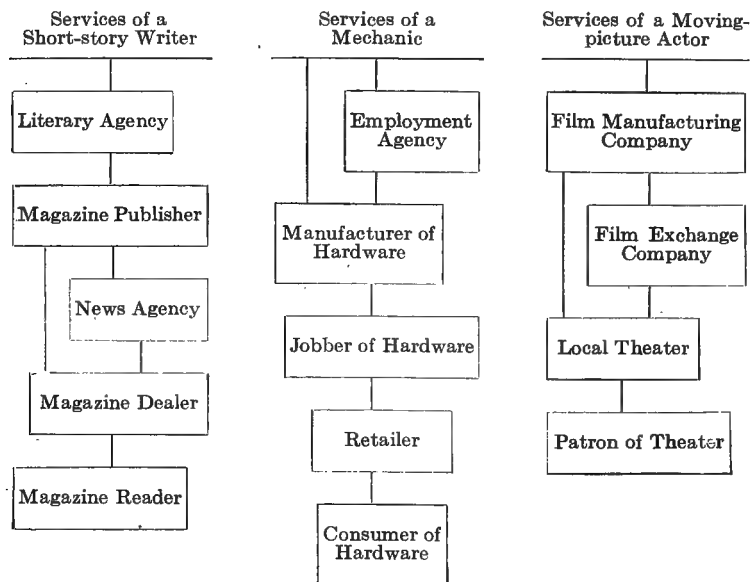 Services of a
Short-story Writer
Literary Agency
Magazine Publisher
News Agency
Magazine Dealer
Magazine Reader
Services of a
Mechanic
Employment
Agency
Manufacturer of
Hardware
Jobber of Hardware
Retailer
Consumer of
Hardware
Services of a Moving-
picture Actor
Film Manufacturing
Company
Film Exchange
Company
Local Theater
Patron of Theater